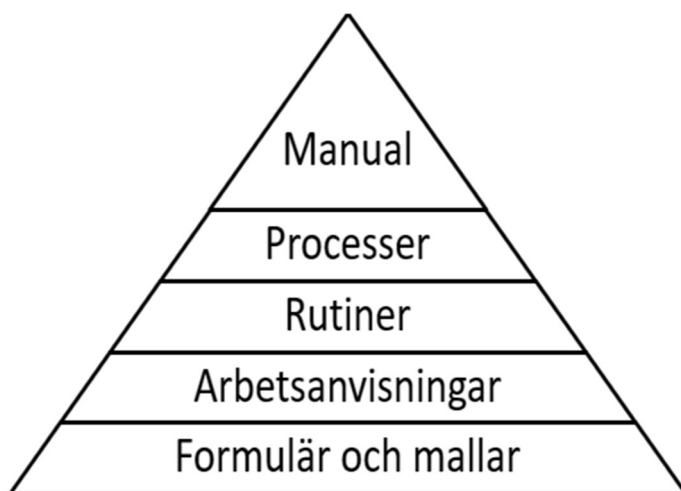 Manual
Processer
Rutiner
Arbetsanvisningar
Formulär och mallar